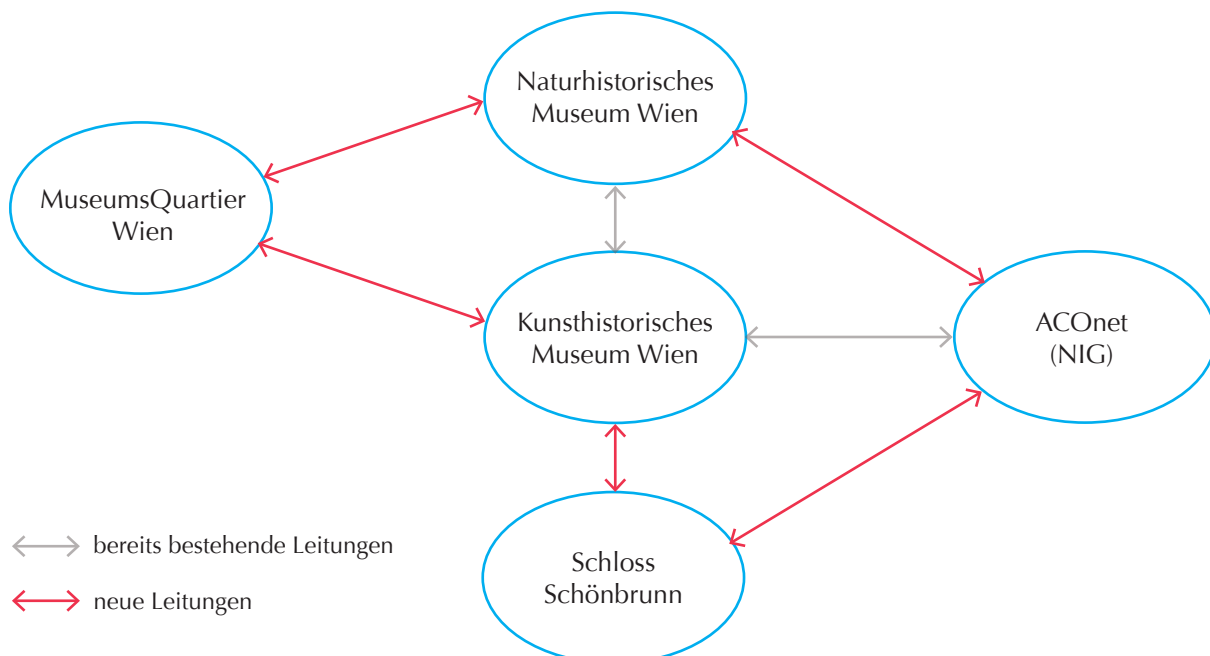 Naturhistorisches
Museum Wien
MuseumsQuartier
Wien
Kunsthistorisches
Museum Wien
ACOnet
(NIG)
Schloss
Schönbrunn
bereits bestehende Leitungen
neue Leitungen